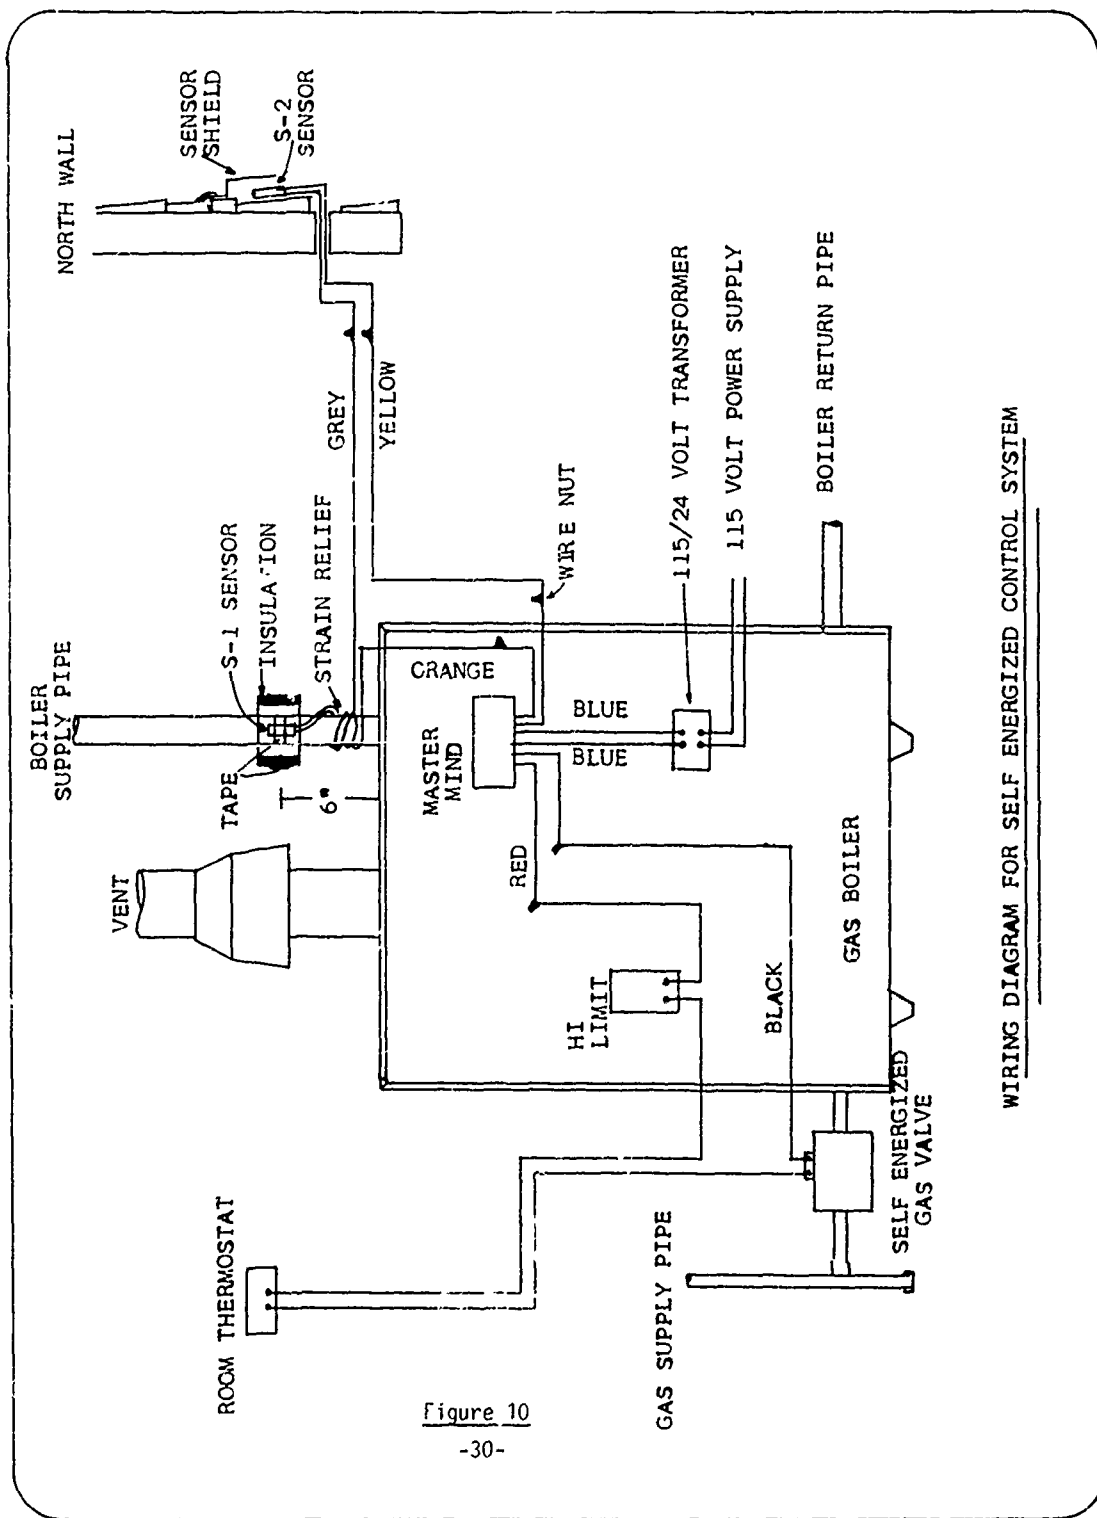 NORTH WALL
SENSOR
SHIELD
S-2
SENSOR
BOILER
SUPPLY PIPE
S-1 SENSOR
INSULATION
STRAIN RELIEF
TAPE
6"
GREY
YELLOW
WIRE NUT
115/24 VOLT TRANSFORMER
115 VOLT POWER SUPPLY
BOILER RETURN PIPE
VENT
ORANGE
MASTER
MIND
BLUE
BLUE
RED
HI
LIMIT
BLACK
GAS BOILER
ROOM THERMOSTAT
GAS SUPPLY PIPE
SELF ENERGIZED
GAS VALVE
WIRING DIAGRAM FOR SELF ENERGIZED CONTROL SYSTEM
Figure 10
-30-